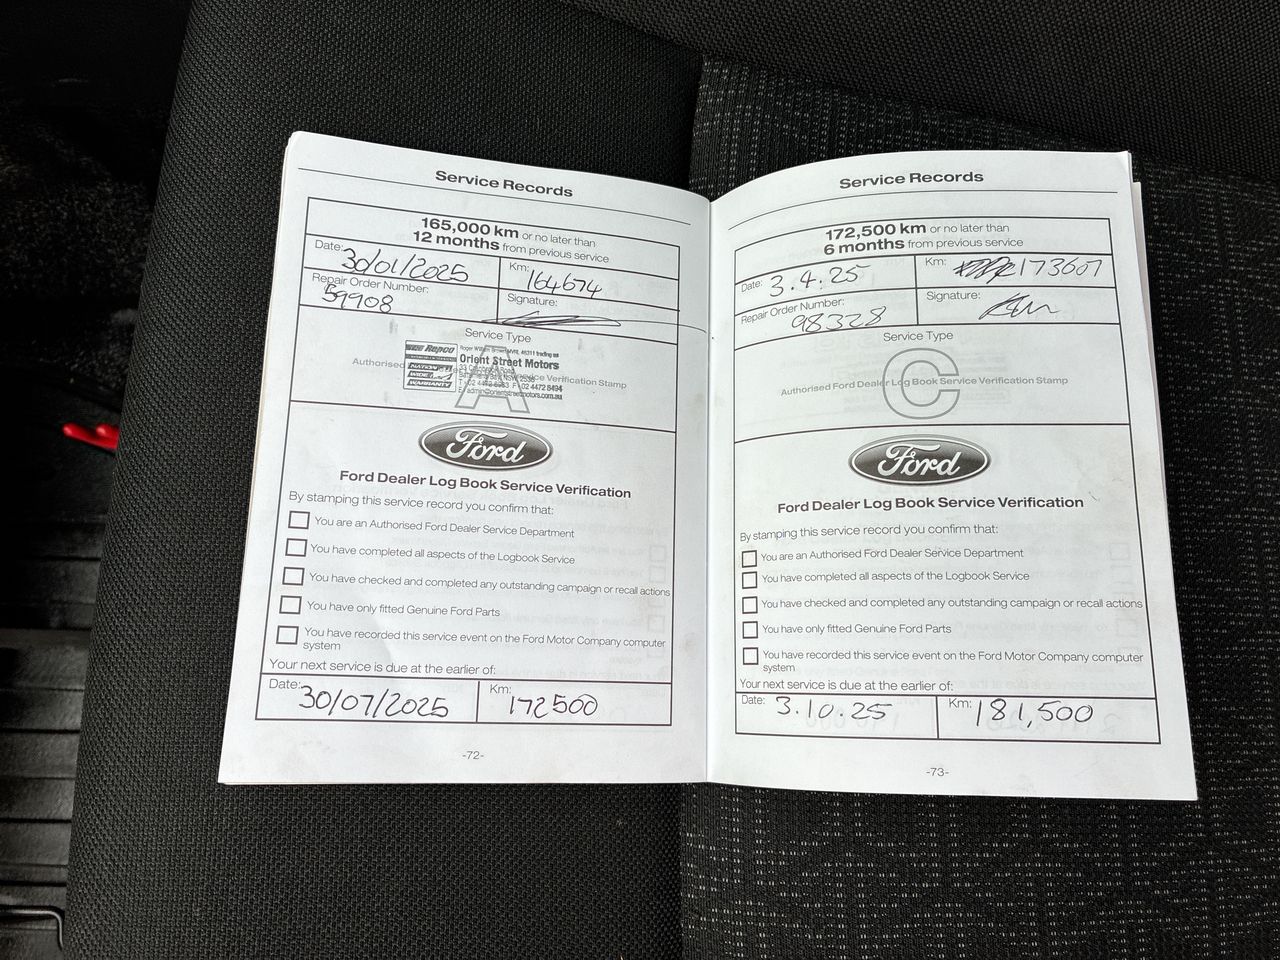 Service Records
165,000 km or no later than
12 months from previous service
Date: 30/01/2025
Km: 164674
Repair Order Number: 59908
Signature:
Service Type
A
Authorised
Service Verification Stamp
Repco
NATION
WIDE
WARRANTY
Orient Street Motors
admin@orientstreetmotors.com.au
Ford
Ford Dealer Log Book Service Verification
By stamping this service record you confirm that:
You are an Authorised Ford Dealer Service Department
You have completed all aspects of the Logbook Service
You have checked and completed any outstanding campaign or recall actions
You have only fitted Genuine Ford Parts
You have recorded this service event on the Ford Motor Company computer
system
Your next service is due at the earlier of:
Date: 30/07/2025
Km: 172500
-72-
Service Records
172,500 km or no later than
6 months from previous service
Date: 3.4.25
Km: 173607
Repair Order Number: 98328
Signature:
Service Type
C
Authorised Ford Dealer Log Book Service Verification Stamp
Ford
Ford Dealer Log Book Service Verification
By stamping this service record you confirm that:
You are an Authorised Ford Dealer Service Department
You have completed all aspects of the Logbook Service
You have checked and completed any outstanding campaign or recall actions
You have only fitted Genuine Ford Parts
You have recorded this service event on the Ford Motor Company computer
system
Your next service is due at the earlier of:
Date: 3.10.25
Km: 181,500
-73-